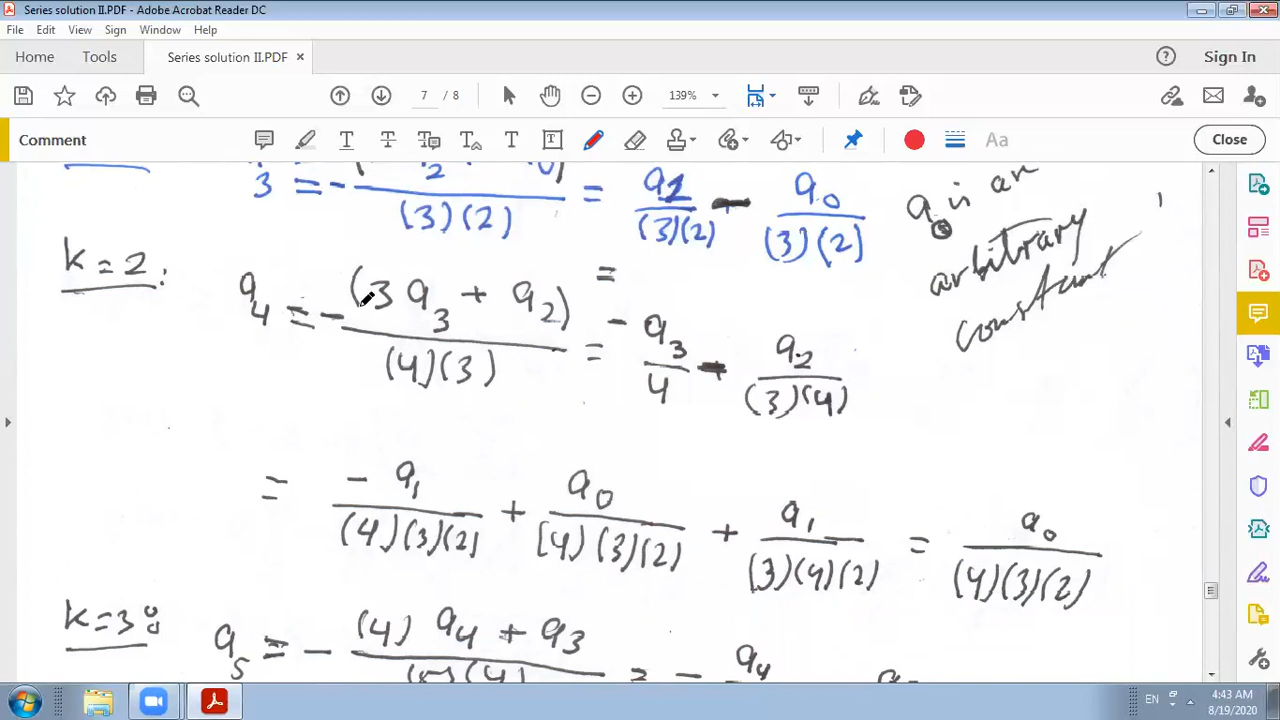 Series solution II.PDF - Adobe Acrobat Reader DC
File Edit View Sign Window Help
Home Tools Series solution II.PDF × Sign In
7 / 8 139%
Comment Aa Close
3 = - (3)(2) = a1/(3)(2) - a0/(3)(2)
a0 is an
arbitrary
constant
k = 2:
a4 = -(3 a3 + a2)/(4)(3) =
= - a3/4 - a2/(3)(4)
= - a1/(4)(3)(2) + a0/(4)(3)(2) + a1/(3)(4)(2) = a0/(4)(3)(2)
k = 3:
a5 = - (4) a4 + a3 = - a4
EN 4:43 AM
8/19/2020